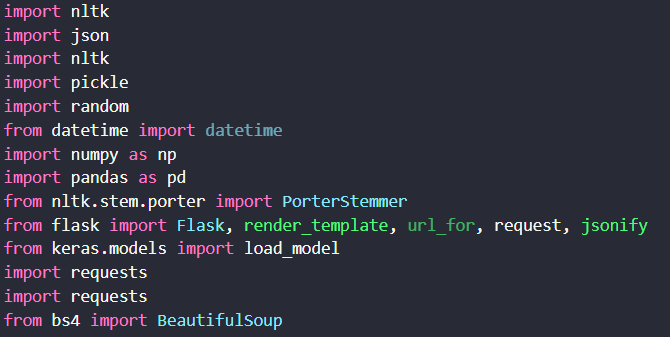 import nltk
import json
import nltk
import pickle
import random
from datetime import datetime
import numpy as np
import pandas as pd
from nltk.stem.porter import PorterStemmer
from flask import Flask, render_template, url_for, request, jsonify
from keras.models import load_model
import requests
import requests
from bs4 import BeautifulSoup